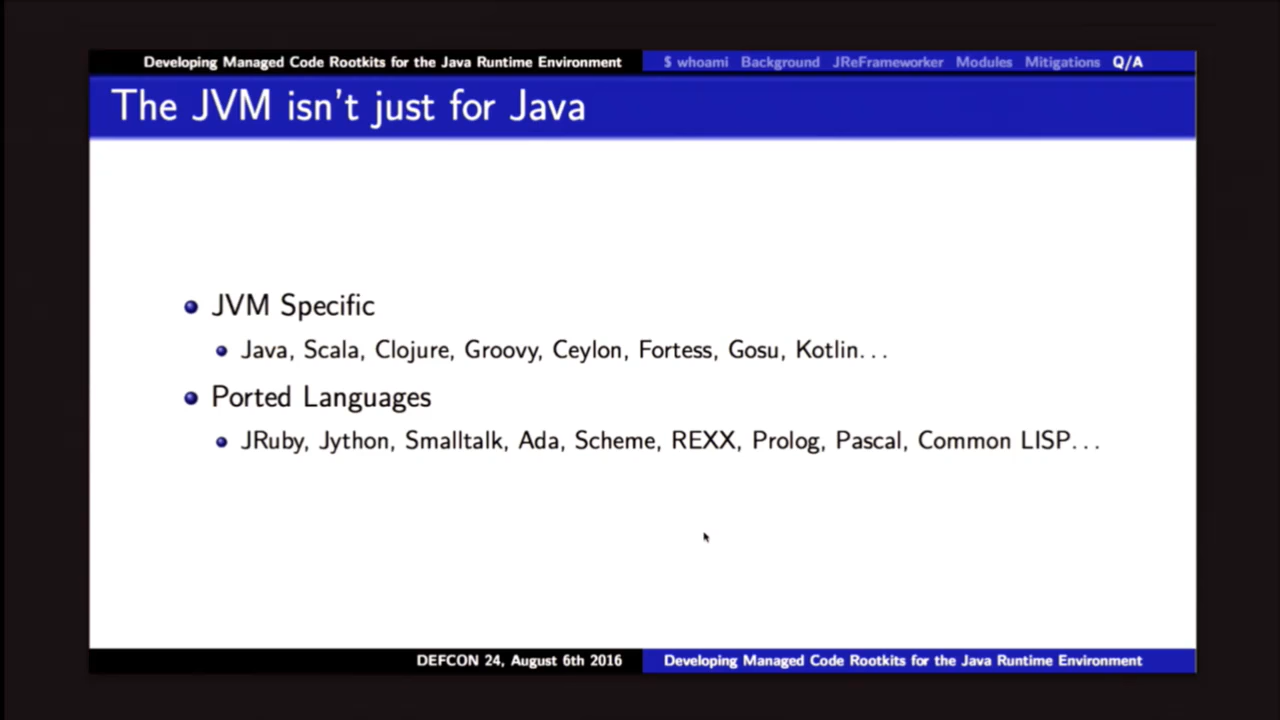 Developing Managed Code Rootkits for the Java Runtime Environment
$ whoami Background JReFrameworker Modules Mitigations Q/A
The JVM isn't just for Java
JVM Specific
Java, Scala, Clojure, Groovy, Ceylon, Fortess, Gosu, Kotlin...
Ported Languages
JRuby, Jython, Smalltalk, Ada, Scheme, REXX, Prolog, Pascal, Common LISP...
DEFCON 24, August 6th 2016
Developing Managed Code Rootkits for the Java Runtime Environment